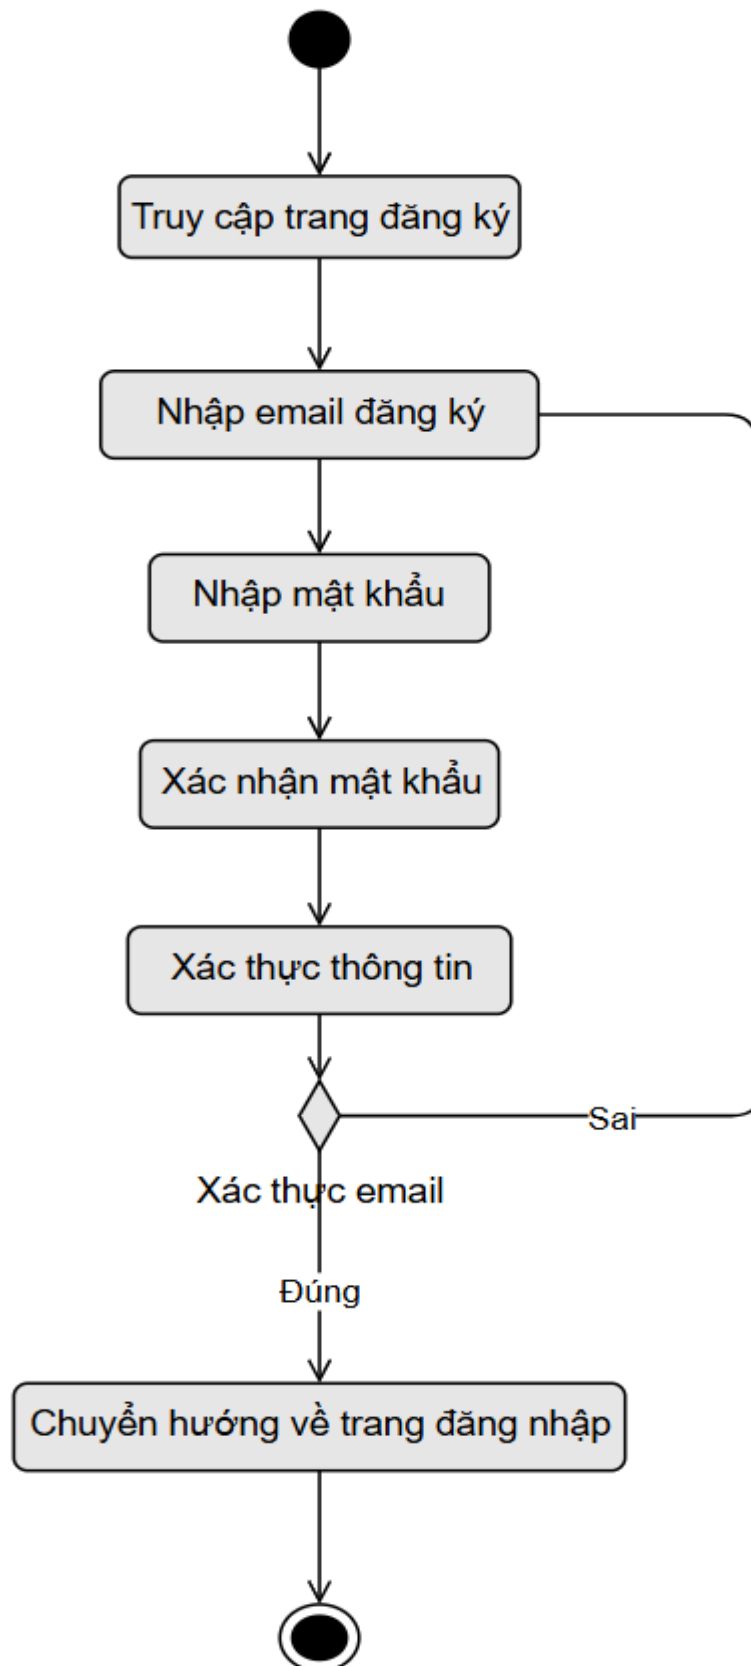 Truy cập trang đăng ký
Nhập email đăng ký
Nhập mật khẩu
Xác nhận mật khẩu
Xác thực thông tin
Sai
Xác thực email
Đúng
Chuyển hướng về trang đăng nhập